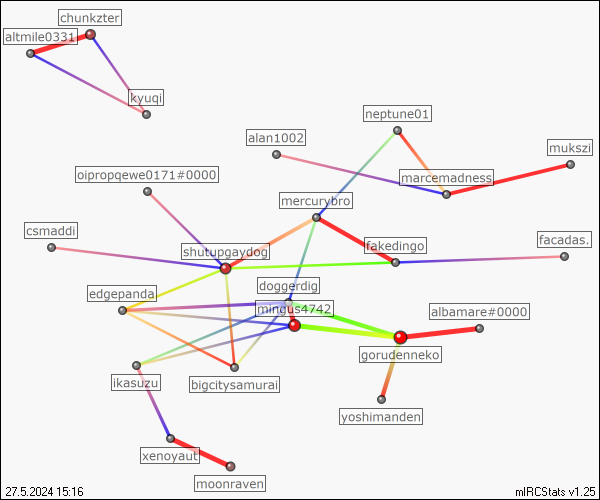 chunkzter
altmile0331
kyuqi
neptune01
alan1002
mukszi
oipropqewe0171#0000
marcemadness
mercurybro
csmaddi
shutupgaydog
fakedingo
facadas.
doggerdig
edgepanda
mingus4742
albamare#0000
gorudenneko
ikasuzu
bigcitysamurai
yoshimanden
xenoyaut
moonraven
27.5.2024 15:16
mIRCStats v1.25